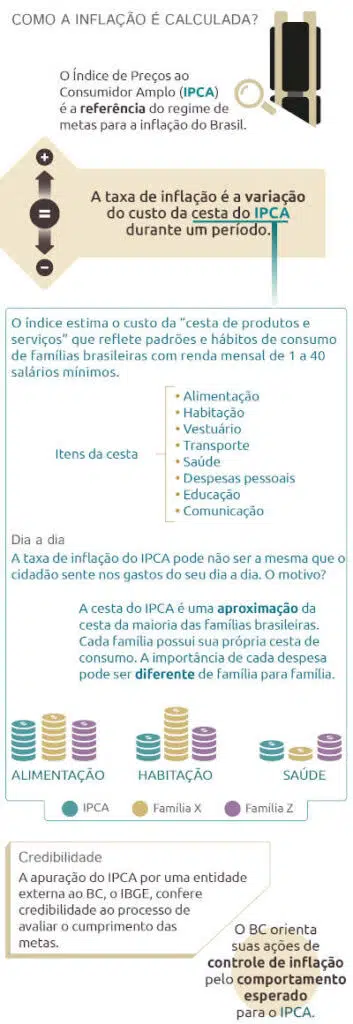 COMO A INFLAÇÃO É CALCULADA?
O Índice de Preços ao
Consumidor Amplo (IPCA)
é a referência do regime de
metas para a inflação do Brasil.
A taxa de inflação é a variação
do custo da cesta do IPCA
durante um período.
O índice estima o custo da “cesta de produtos e
serviços” que reflete padrões e hábitos de consumo
de famílias brasileiras com renda mensal de 1 a 40
salários mínimos.
Itens da cesta
• Alimentação
• Habitação
• Vestuário
• Transporte
• Saúde
• Despesas pessoais
• Educação
• Comunicação
Dia a dia
A taxa de inflação do IPCA pode não ser a mesma que o
cidadão sente nos gastos do seu dia a dia. O motivo?
A cesta do IPCA é uma aproximação da
cesta da maioria das famílias brasileiras.
Cada família possui sua própria cesta de
consumo. A importância de cada despesa
pode ser diferente de família para família.
ALIMENTAÇÃO HABITAÇÃO SAÚDE
IPCA Família X Família Z
Credibilidade
A apuração do IPCA por uma entidade
externa ao BC, o IBGE, confere
credibilidade ao processo de
avaliar o cumprimento das
metas.
O BC orienta
suas ações de
controle de inflação
pelo comportamento
esperado
para o IPCA.